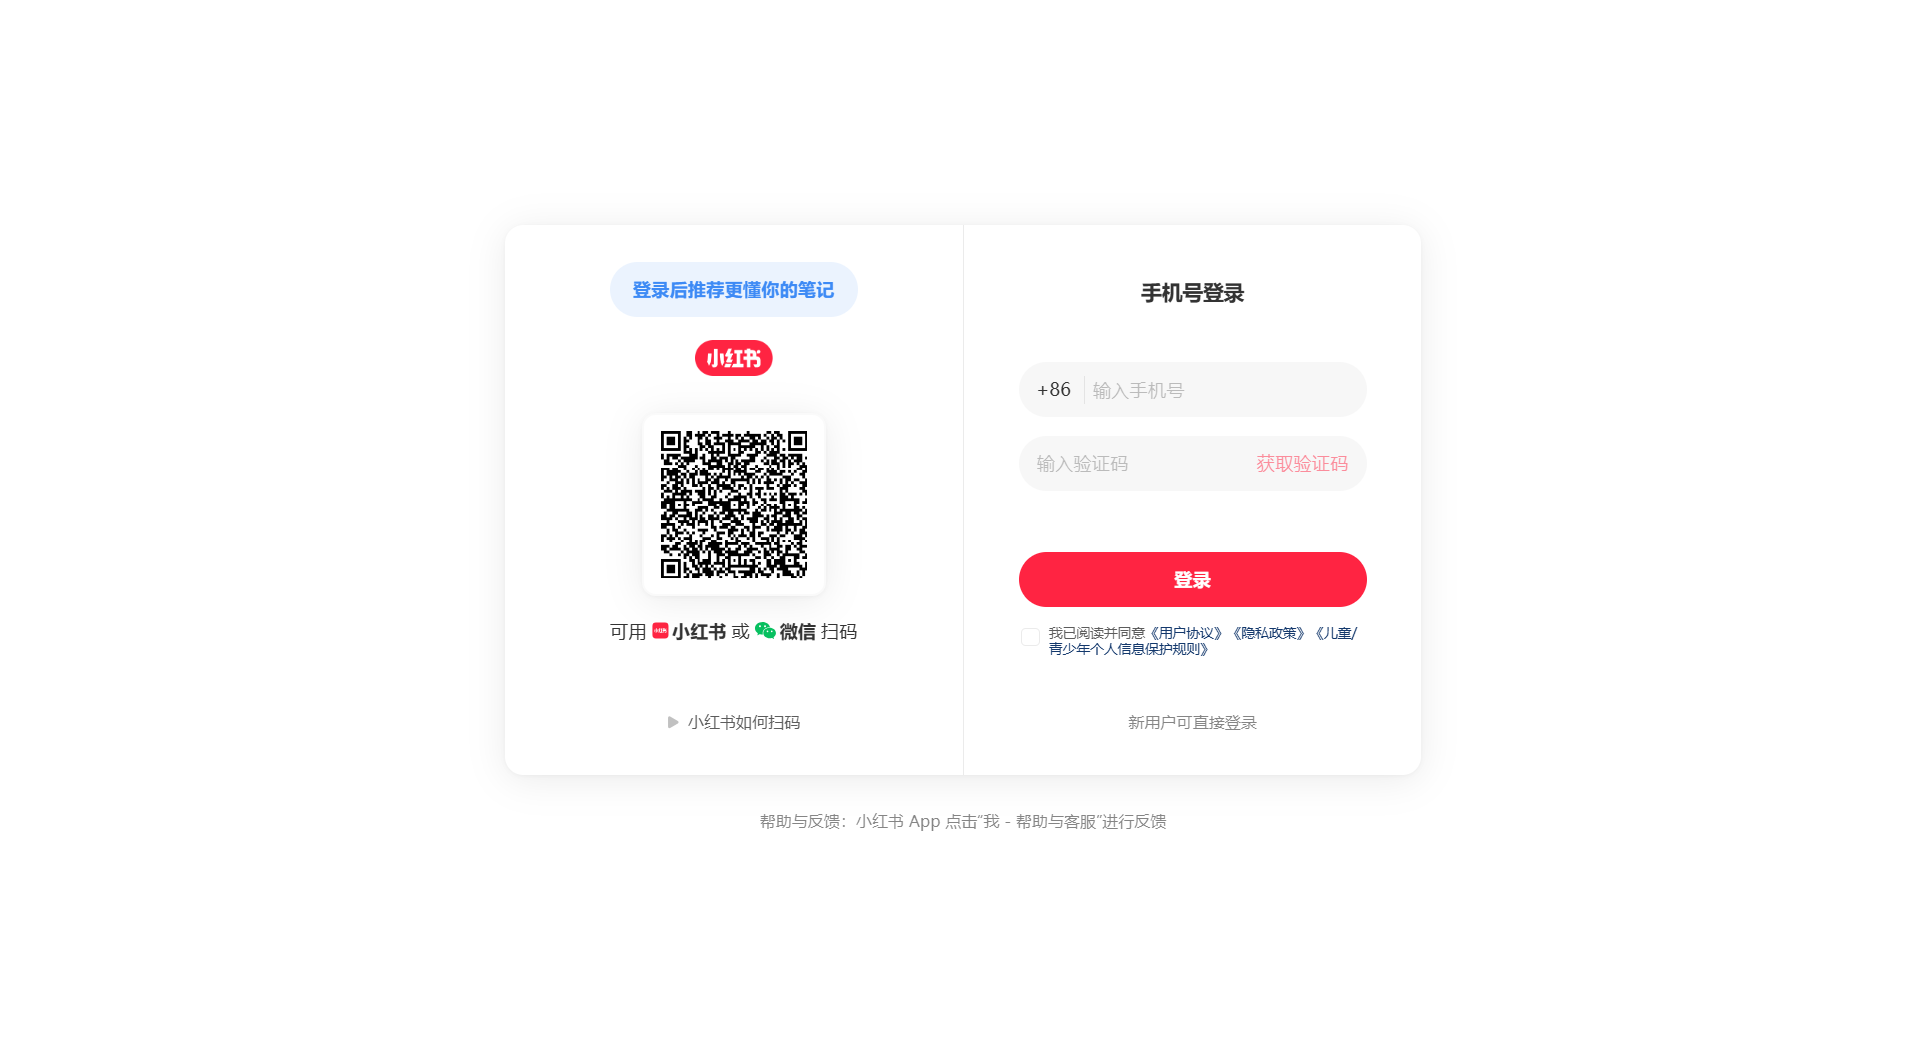 登录后推荐更懂你的笔记
小红书
可用 小红书 小红书 或 微信 扫码
小红书如何扫码
手机号登录
+86 输入手机号
输入验证码 获取验证码
登录
我已阅读并同意《用户协议》《隐私政策》《儿童/
青少年个人信息保护规则》
新用户可直接登录
帮助与反馈：小红书 App 点击“我 - 帮助与客服”进行反馈